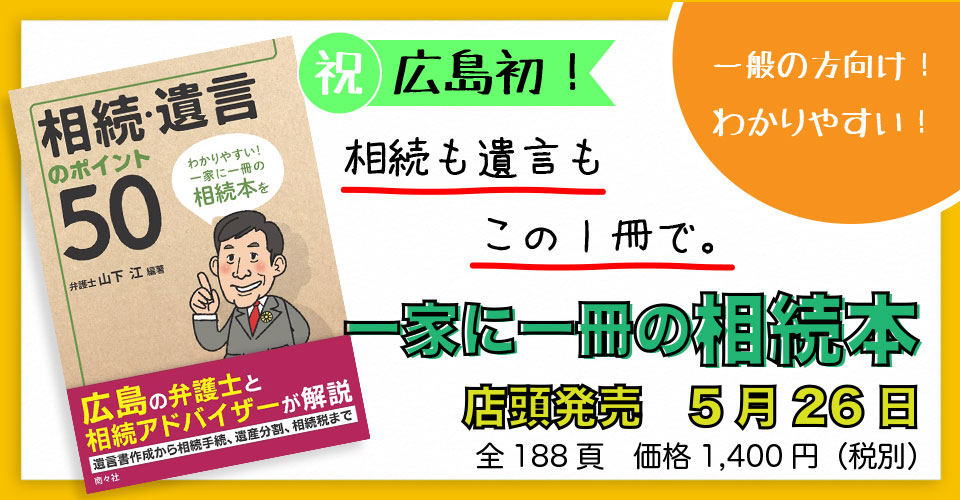 相続・遺言
のポイント
50
わかりやすい!
一家に一冊の
相続本を
弁護士 山下 江 編著
広島の弁護士と
相続アドバイザーが解説
遺言書作成から相続手続、遺産分割、相続税まで
南々社
祝 広島初!
一般の方向け!
わかりやすい!
相続も遺言も
この1冊で。
一家に一冊の相続本
店頭発売 5月26日
全188頁 価格1,400円(税別)